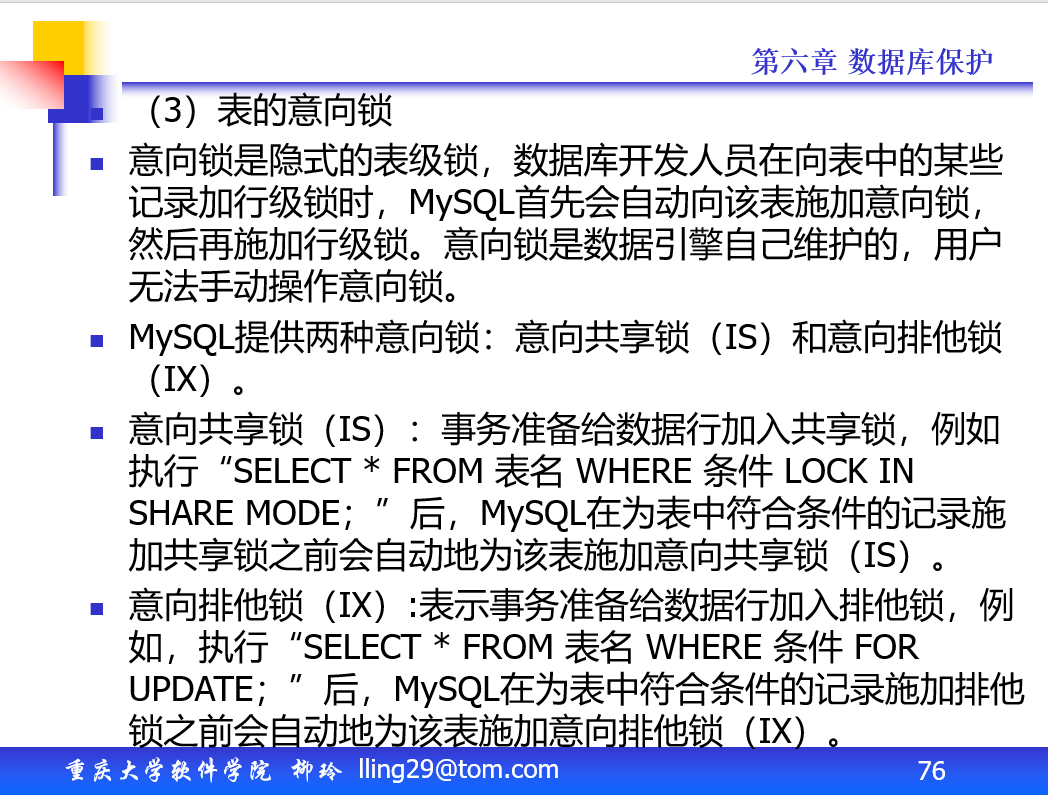 第六章 数据库保护
（3）表的意向锁
意向锁是隐式的表级锁，数据库开发人员在向表中的某些
记录加行级锁时，MySQL首先会自动向该表施加意向锁，
然后再施加行级锁。意向锁是数据引擎自己维护的，用户
无法手动操作意向锁。
MySQL提供两种意向锁：意向共享锁（IS）和意向排他锁
（IX）。
意向共享锁（IS）：事务准备给数据行加入共享锁，例如
执行“SELECT * FROM 表名 WHERE 条件 LOCK IN
SHARE MODE；”后，MySQL在为表中符合条件的记录施
加共享锁之前会自动地为该表施加意向共享锁（IS）。
意向排他锁（IX）:表示事务准备给数据行加入排他锁，例
如，执行“SELECT * FROM 表名 WHERE 条件 FOR
UPDATE；”后，MySQL在为表中符合条件的记录施加排他
锁之前会自动地为该表施加意向排他锁（IX）。
重庆大学软件学院 柳玲 lling29@tom.com
76